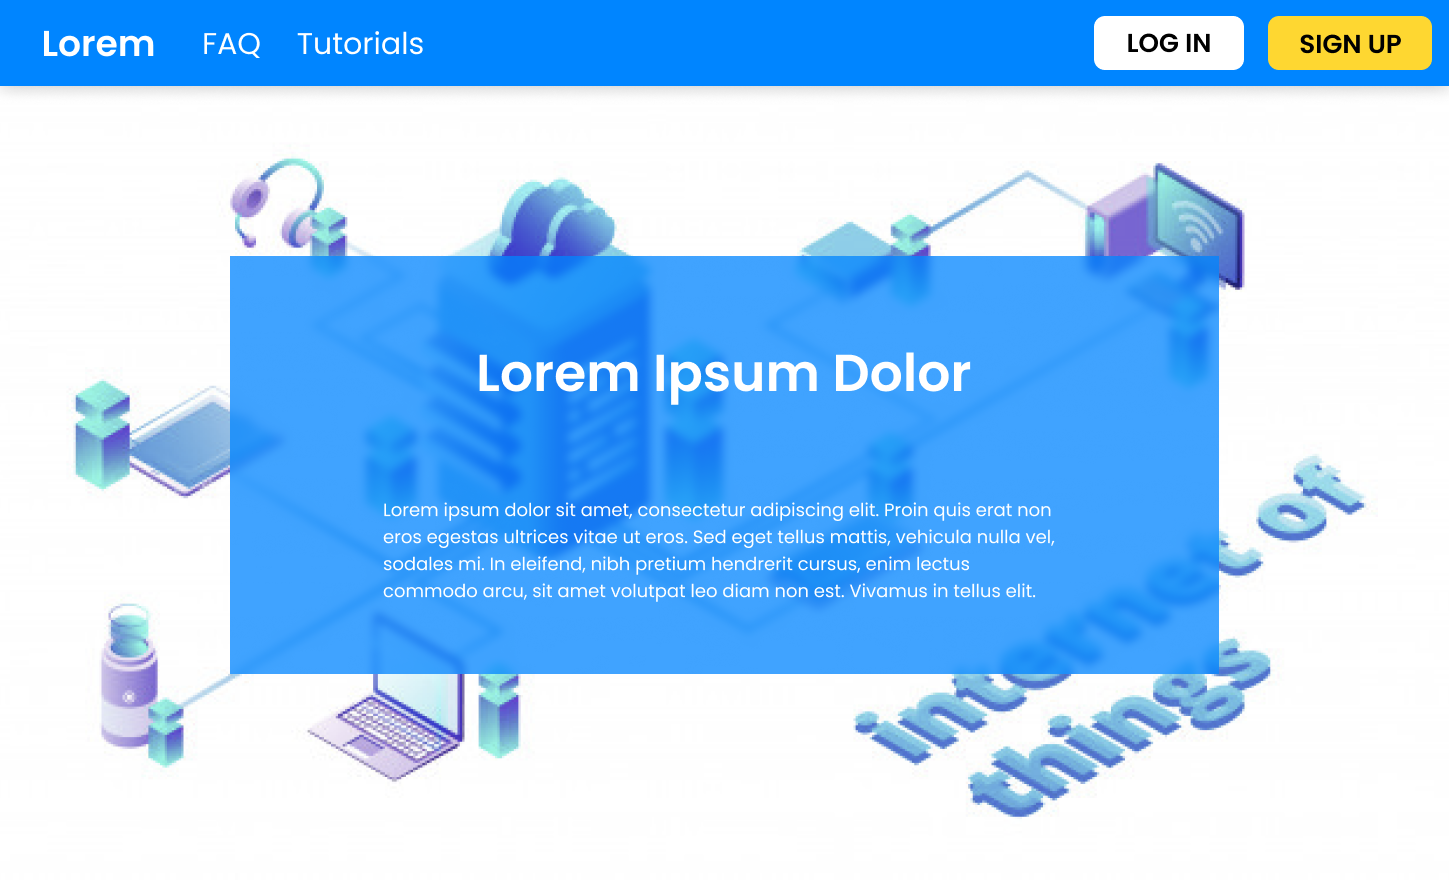 Lorem FAQ Tutorials LOG IN SIGN UP
Lorem Ipsum Dolor
Lorem ipsum dolor sit amet, consectetur adipiscing elit. Proin quis erat non
eros egestas ultrices vitae ut eros. Sed eget tellus mattis, vehicula nulla vel,
sodales mi. In eleifend, nibh pretium hendrerit cursus, enim lectus
commodo arcu, sit amet volutpat leo diam non est. Vivamus in tellus elit.
internet of
things